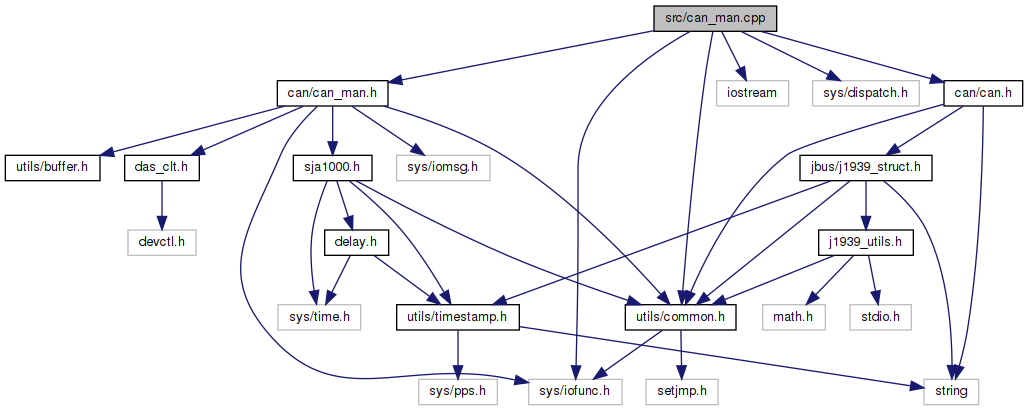 src/can_man.cpp
can/can_man.h
iostream
sys/dispatch.h
can/can.h
utils/buffer.h
das_clt.h
sja1000.h
sys/iomsg.h
jbus/j1939_struct.h
devctl.h
delay.h
j1939_utils.h
sys/time.h
utils/timestamp.h
utils/common.h
math.h
stdio.h
sys/pps.h
sys/iofunc.h
setjmp.h
string